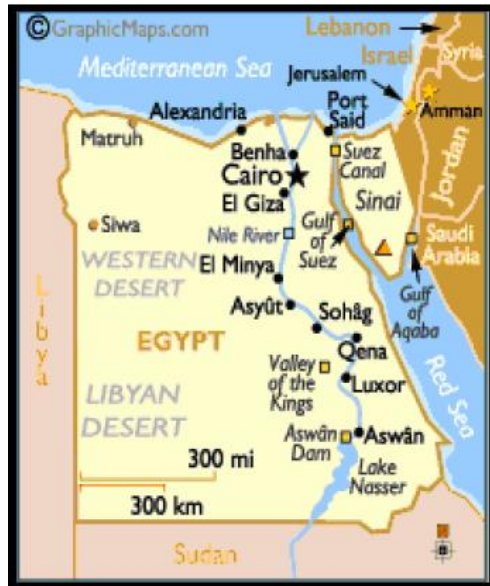 ©GraphicMaps.com
Lebanon
Israel
Syria
Mediterranean Sea
Jerusalem
Amman
Alexandria
Port
Said
Matruh
Benha
Suez
Canal
Cairo
Jordan
El Giza
Sinai
Siwa
Nile River
Gulf
of
Suez
Saudi
Arabia
WESTERN
DESERT
El Minya
Gulf
of
Aqaba
Libya
Asyût
Sohâg
EGYPT
Qena
Red Sea
Valley
of the
Kings
Luxor
LIBYAN
DESERT
Aswân
Dam
Aswân
300 mi
Lake
Nasser
300 km
Sudan